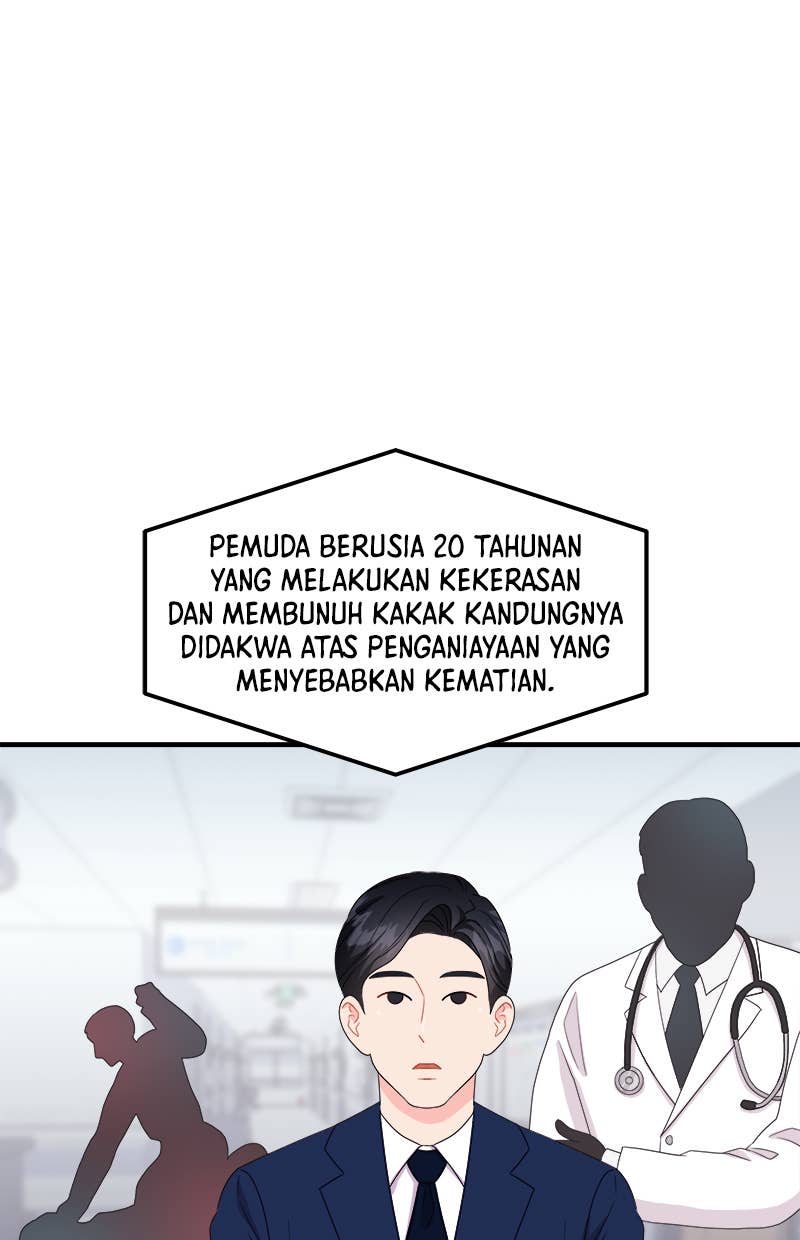 PEMUDA BERUSIA 20 TAHUNAN
YANG MELAKUKAN KEKERASAN
DAN MEMBUNUH KAKAK KANDUNGNYA
DIDAKWA ATAS PENGANIAYAAN YANG
MENYEBABKAN KEMATIAN.